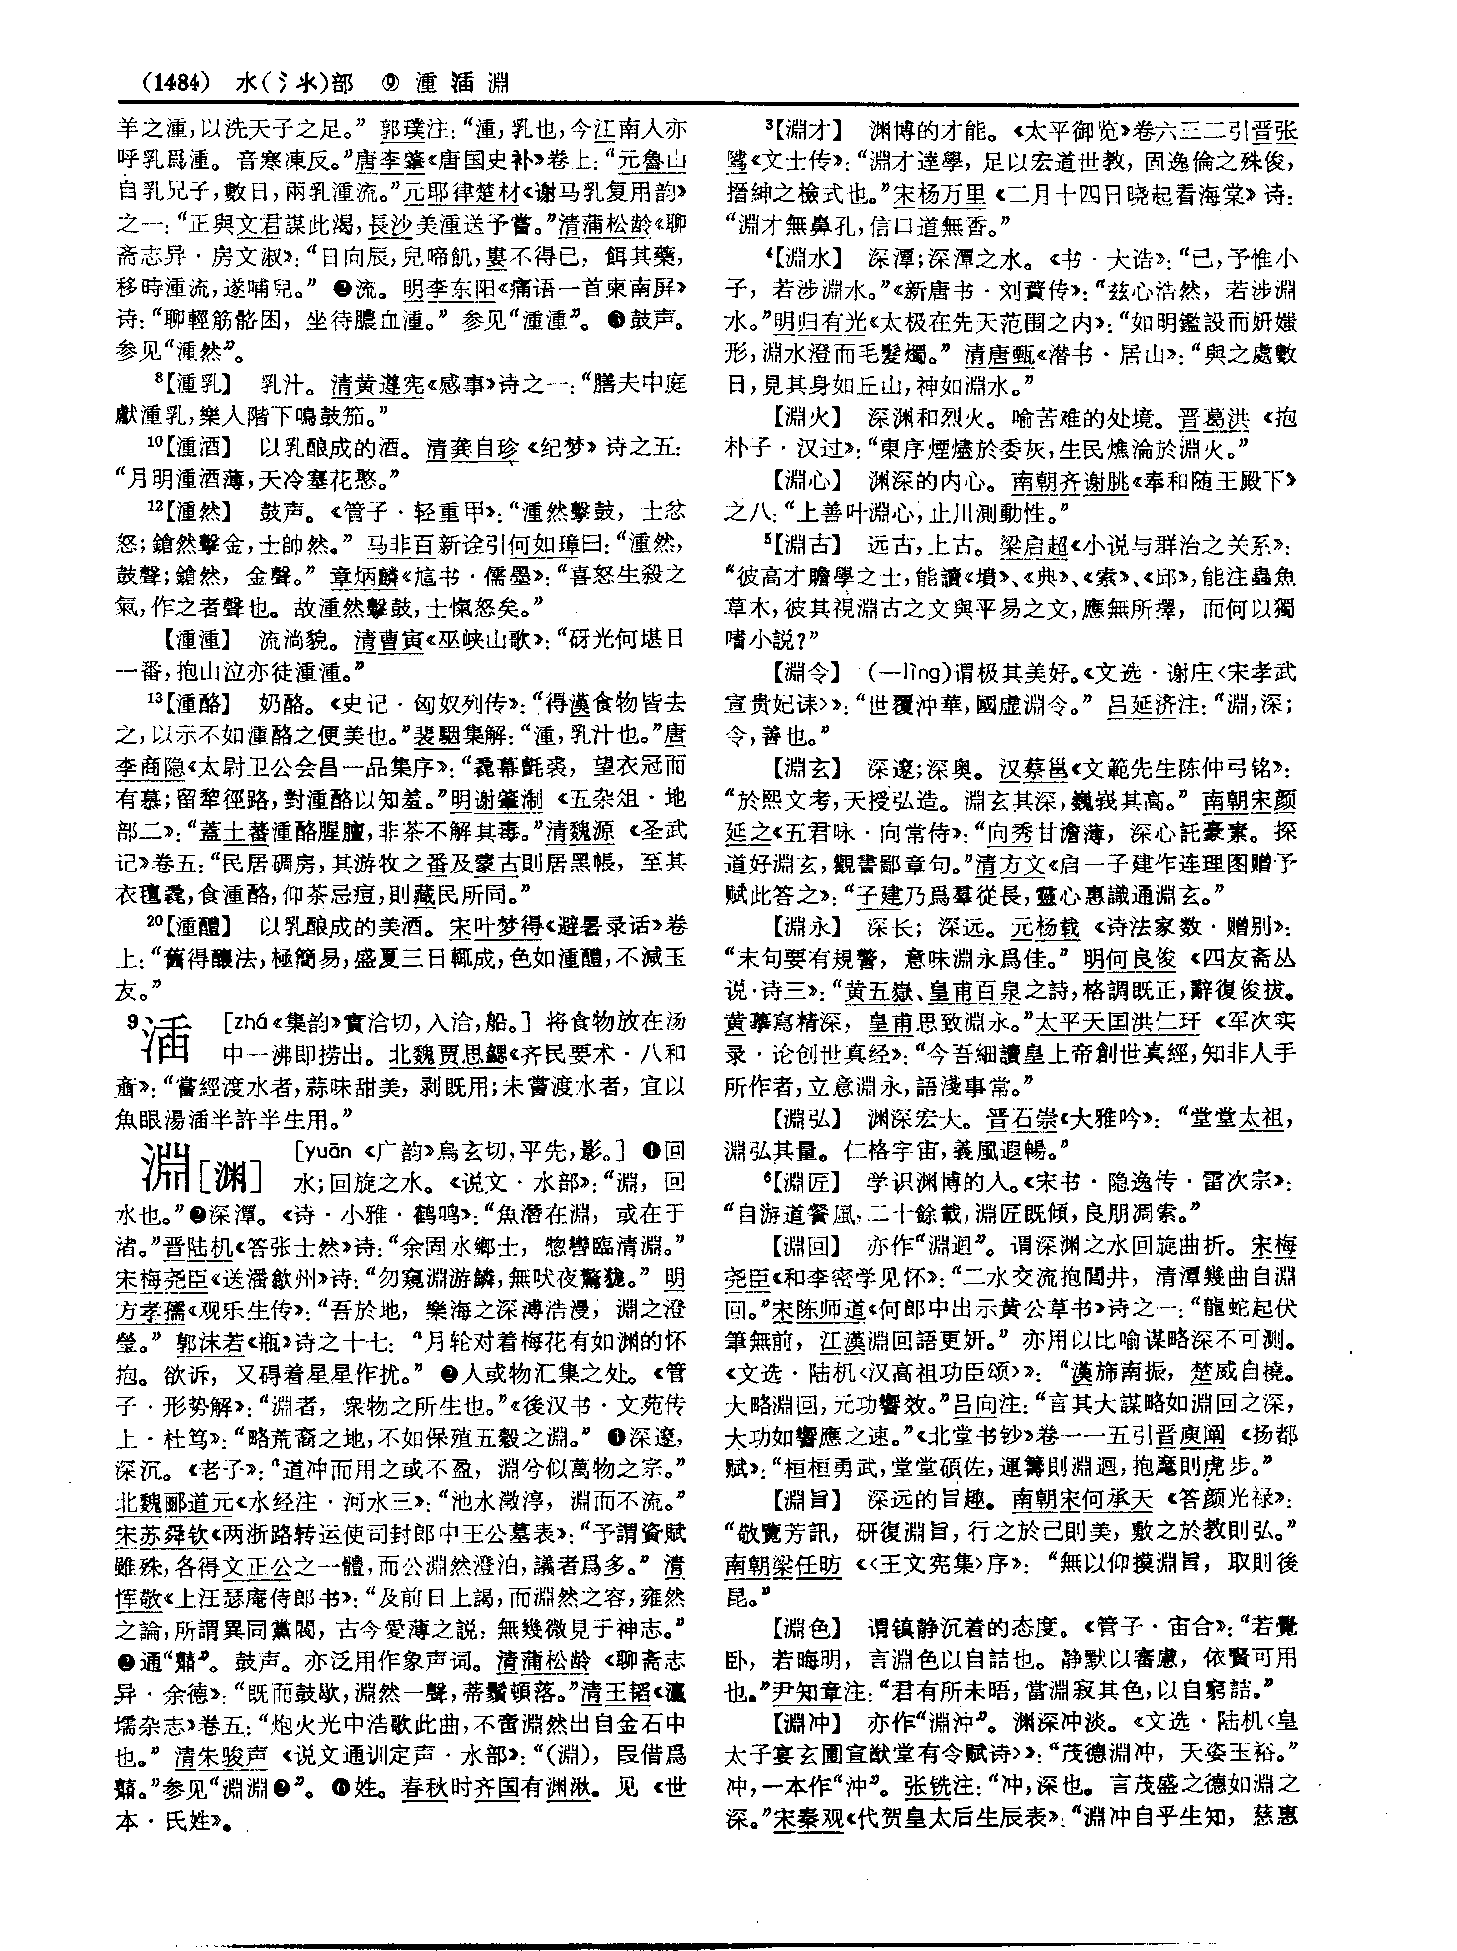 (1484) 水(氵氺)部 ⑨ 湩 㴙 淵
羊之湩,以洗天子之足。” 郭璞注:“湩,乳也,今江南人亦
呼乳爲湩。音寒凍反。”唐李肇《唐国史补》卷上:“元魯山
自乳兄子,數日,兩乳湩流。”元耶律楚材《谢马乳复用韵》
之一:“正與文君謀此渴,長沙美湩送予嘗。”清蒲松龄《聊
斋志异·房文淑》:“日向辰,兒啼飢,婁不得已,餌其藥,
移時湩流,遂哺兒。” ❷流。明李东阳《痛语一首柬南屏》
诗:“聊輕筋骼困,坐待膿血湩。”参见“湩湩”。❸鼓声。
参见“湩然”。
8【湩乳】 乳汁。清黄遵宪《感事》诗之一:“膳夫中庭
獻湩乳,樂人階下鳴鼓笳。”
10【湩酒】 以乳酿成的酒。清龚自珍《纪梦》诗之五:
“月明湩酒薄,天冷塞花憨。”
12【湩然】 鼓声。《管子·轻重甲》:“湩然擊鼓,士忿
怒;鎗然擊金,士帥然。” 马非百新诠引何如璋曰:“湩然,
鼓聲;鎗然,金聲。” 章炳麟《訄书·儒墨》:“喜怒生殺之
氣,作之者聲也。故湩然擊鼓,士愾怒矣。”
【湩湩】 流淌貌。清曹寅《巫峡山歌》:“砑光何堪日
一番,抱山泣亦徒湩湩。”
13【湩酪】 奶酪。《史记·匈奴列传》:“得漢食物皆去
之,以示不如湩酪之便美也。”裴駰集解:“湩,乳汁也。”唐
李商隐《太尉卫公会昌一品集序》:“毳幕氈裘,望衣冠而
有慕;留犂徑路,對湩酪以知羞。”明谢肇淛《五杂俎·地
部二》:“蓋土蕃湩酪腥膻,非茶不解其毒。”清魏源《圣武
记》卷五:“民居碉房,其游牧之番及蒙古則居黑帳,至其
衣氊毳,食湩酪,仰茶忌痘,則藏民所同。”
20【湩醴】 以乳酿成的美酒。宋叶梦得《避暑录话》卷
上:“舊得釀法,極簡易,盛夏三日輒成,色如湩醴,不減玉
友。”
9㴙 [zhá《集韵》實洽切,入洽,船。] 将食物放在汤
中一沸即捞出。北魏贾思勰《齐民要术·八和
齑》:“嘗經渡水者,蒜味甜美,剥既用;未嘗渡水者,宜以
魚眼湯㴙半許半生用。”
淵[渊] [yuān《广韵》烏玄切,平先,影。] ❶回
水;回旋之水。《说文·水部》:“淵,回
水也。”❷深潭。《诗·小雅·鹤鸣》:“魚潛在淵,或在于
渚。”晋陆机《答张士然》诗:“余固水鄉士,惣轡臨清淵。”
宋梅尧臣《送潘歙州》诗:“勿窺淵游鱗,無吠夜驚狵。” 明
方孝孺《观乐生传》:“吾於地,樂海之深漙浩漫,淵之澄
瑩。” 郭沫若《瓶》诗之十七:“月轮对着梅花有如渊的怀
抱。欲诉,又碍着星星作扰。” ❷人或物汇集之处。《管
子·形势解》:“淵者,衆物之所生也。”《後汉书·文苑传
上·杜笃》:“略荒裔之地,不如保殖五穀之淵。” ❶深邃,
深沉。《老子》:“道冲而用之或不盈,淵兮似萬物之宗。”
北魏郦道元《水经注·河水三》:“池水澂渟,淵而不流。”
宋苏舜钦《两浙路转运使司封郎中王公墓表》:“予謂資賦
雖殊,各得文正公之一體,而公淵然澄泊,議者爲多。” 清
恽敬《上汪瑟庵侍郎书》:“及前日上謁,而淵然之容,雍然
之論,所謂異同黨閥,古今愛薄之説,無幾微見于神志。”
❷通“鼘”。鼓声。亦泛用作象声词。清蒲松龄《聊斋志
异·余德》:“既而鼓歇,淵然一聲,蒂鬚頓落。”清王韬《瀛
壖杂志》卷五:“炮火光中浩歌此曲,不啻淵然出自金石中
也。” 清朱骏声《说文通训定声·水部》:“(淵),叚借爲
鼘。”参见“淵淵❷”。❻姓。春秋时齐国有渊湫。见《世
本·氏姓》。
3【淵才】 渊博的才能。《太平御览》卷六三二引晋张
骘《文士传》:“淵才達學,足以宏道世教,固逸倫之殊俊,
搢紳之檢式也。”宋杨万里《二月十四日晓起看海棠》诗:
“淵才無鼻孔,信口道無香。”
4【淵水】 深潭;深潭之水。《书·大诰》:“已,予惟小
子,若涉淵水。”《新唐书·刘蕡传》:“兹心浩然,若涉淵
水。”明归有光《太极在先天范围之内》:“如明鑑設而妍媸
形,淵水澄而毛髮燭。” 清唐甄《潜书·居山》:“與之處數
日,見其身如丘山,神如淵水。”
【淵火】 深渊和烈火。喻苦难的处境。晋葛洪《抱
朴子·汉过》:“東序煙燼於委灰,生民燋淪於淵火。”
【淵心】 渊深的内心。南朝齐谢朓《奉和随王殿下》
之八:“上善叶淵心,止川測動性。”
5【淵古】 远古,上古。梁启超《小说与群治之关系》:
“彼高才贍學之士,能讀《墳》、《典》、《索》、《邱》,能注蟲魚
草木,彼其視淵古之文與平易之文,應無所擇,而何以獨
嗜小説?”
【淵令】 (—lìng)谓极其美好。《文选·谢庄〈宋孝武
宣贵妃诔〉》:“世覆沖華,國虚淵令。” 吕延济注:“淵,深;
令,善也。”
【淵玄】 深邃;深奥。汉蔡邕《文範先生陈仲弓铭》:
“於熙文考,天授弘造。淵玄其深,巍峩其高。” 南朝宋颜
延之《五君咏·向常侍》:“向秀甘澹薄,深心託豪素。探
道好淵玄,觀書鄙章句。”清方文《启一子建作连理图赠予
赋此答之》:“子建乃爲羣從長,靈心惠識通淵玄。”
【淵永】 深长;深远。元杨载《诗法家数·赠别》:
“末句要有規警,意味淵永爲佳。” 明何良俊《四友斋丛
说·诗三》:“黄五嶽、皇甫百泉之詩,格調既正,辭復俊拔。
黄摹寫精深,皇甫思致淵永。”太平天囯洪仁玕《军次实
录·论创世真经》:“今吾細讀皇上帝創世真經,知非人手
所作者,立意淵永,語淺事常。”
【淵弘】 渊深宏大。晋石崇《大雅吟》:“堂堂太祖,
淵弘其量。仁格宇宙,義風遐暢。”
6【淵匠】 学识渊博的人。《宋书·隐逸传·雷次宗》:
“自游道餐風,二十餘載,淵匠既傾,良朋凋索。”
【淵回】 亦作“淵迴”。谓深渊之水回旋曲折。宋梅
尧臣《和李密学见怀》:“二水交流抱閭井,清潭幾曲自淵
回。”宋陈师道《何郎中出示黄公草书》诗之一:“龍蛇起伏
筆無前,江漢淵回語更妍。”亦用以比喻谋略深不可测。
《文选·陆机〈汉高祖功臣颂〉》:“漢旆南振,楚威自橈。
大略淵回,元功響效。”吕向注:“言其大謀略如淵回之深,
大功如響應之速。”《北堂书钞》卷一一五引晋庾阐《扬都
赋》:“桓桓勇武,堂堂碩佐,運籌則淵迴,抱麾則虎步。”
【淵旨】 深远的旨趣。南朝宋何承天《答颜光禄》:
“敬覽芳訊,研復淵旨,行之於己則美,敷之於教則弘。”
南朝梁任昉《〈王文宪集〉序》:“無以仰摸淵旨,取則後
昆。”
【淵色】 谓镇静沉着的态度。《管子·宙合》:“若覺
卧,若晦明,言淵色以自詰也。静默以審慮,依賢可用
也。”尹知章注:“君有所未晤,當淵寂其色,以自窮詰。”
【淵冲】 亦作“淵沖”。渊深冲淡。《文选·陆机〈皇
太子宴玄圃宣猷堂有令赋诗〉》:“茂德淵冲,天姿玉裕。”
冲,一本作“沖”。张铣注:“冲,深也。言茂盛之德如淵之
深。”宋秦观《代贺皇太后生辰表》:“淵冲自乎生知,慈惠